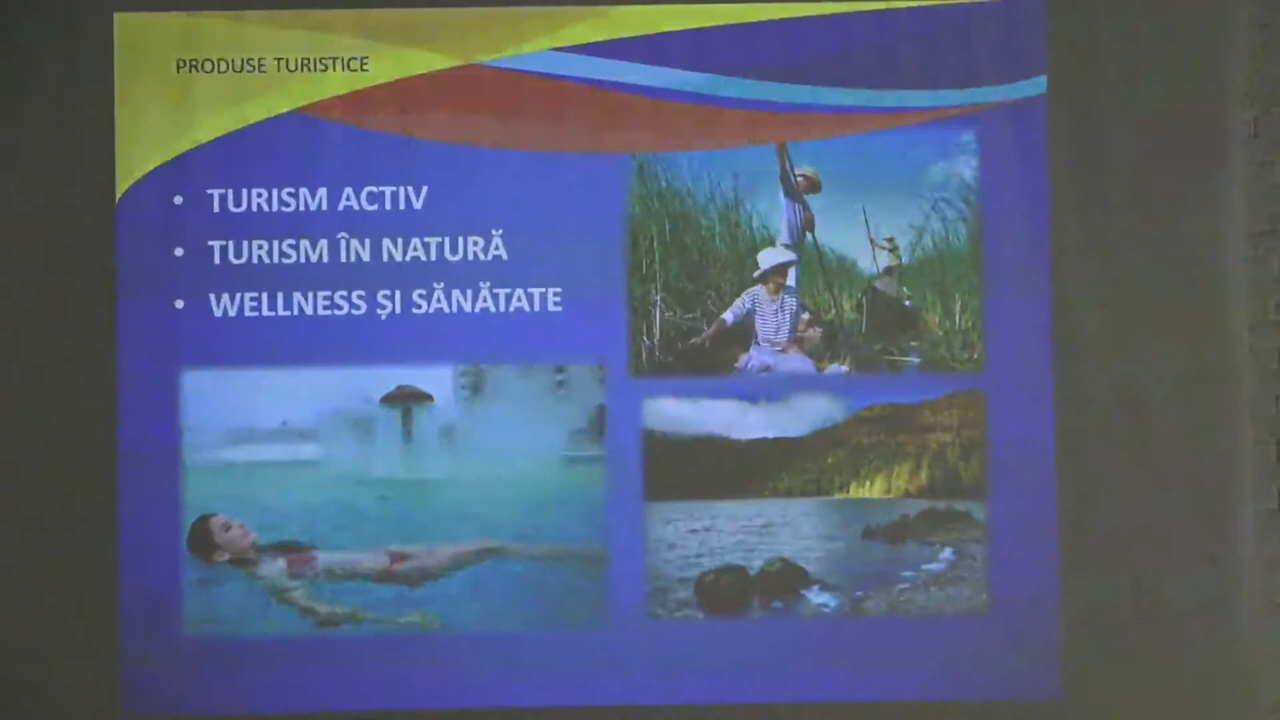 PRODUSE TURISTICE
• TURISM ACTIV
• TURISM ÎN NATURĂ
• WELLNESS ȘI SĂNĂTATE